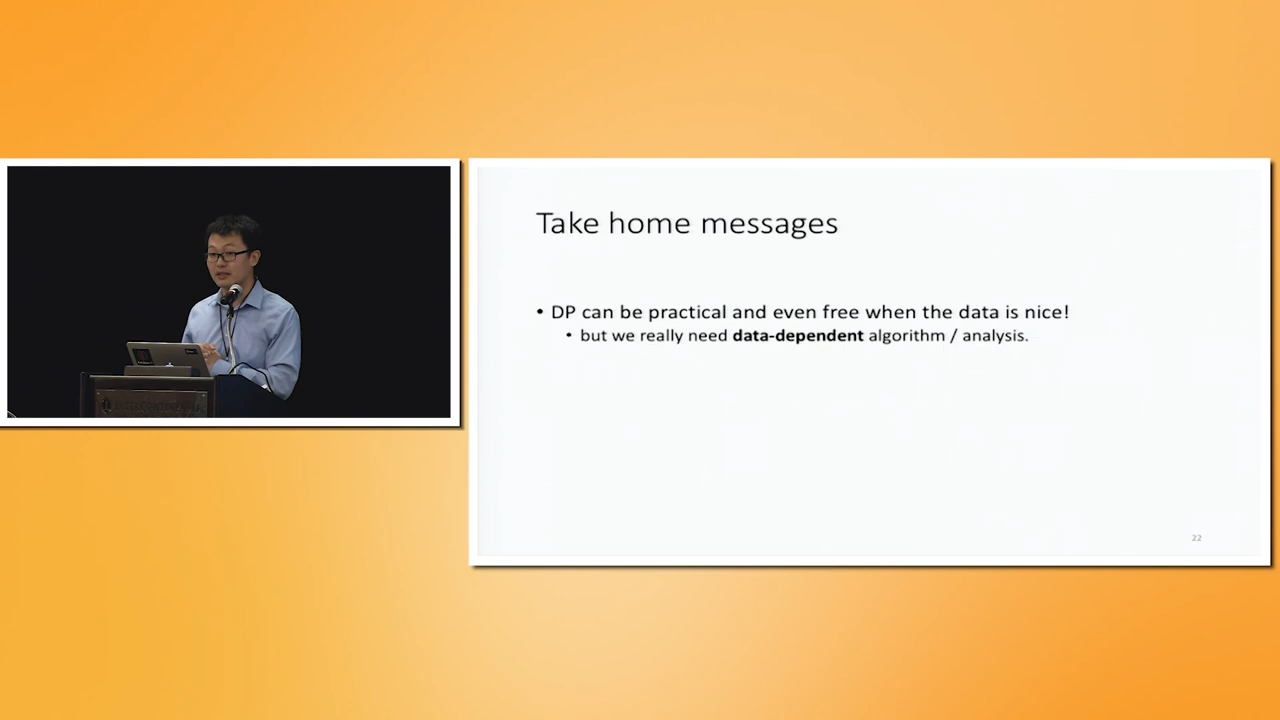 Take home messages
• DP can be practical and even free when the data is nice!
• but we really need data-dependent algorithm / analysis.
22